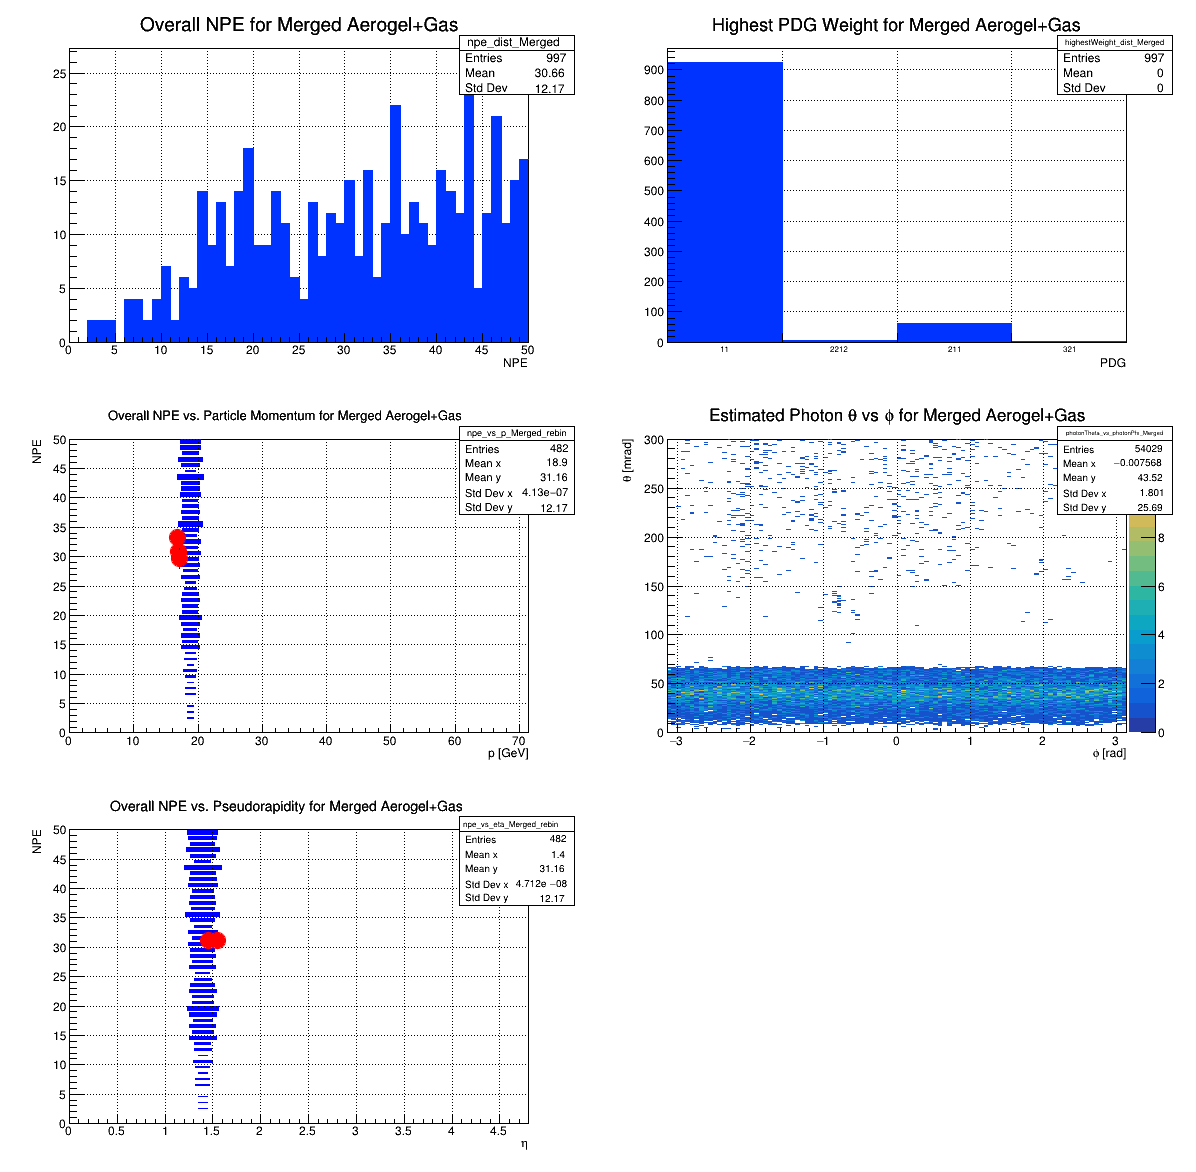 Overall NPE for Merged Aerogel+Gas
npe_dist_Merged
Entries 997
Mean 30.66
Std Dev 12.17
25
20
15
10
5
0
0 5 10 15 20 25 30 35 40 45 50
NPE
Highest PDG Weight for Merged Aerogel+Gas
highestWeight_dist_Merged
Entries 997
Mean 0
Std Dev 0
900
800
700
600
500
400
300
200
100
0
11 2212 211 321
PDG
Overall NPE vs. Particle Momentum for Merged Aerogel+Gas
npe_vs_p_Merged_rebin
Entries 482
Mean x 18.9
Mean y 31.16
Std Dev x 4.13e-07
Std Dev y 12.17
NPE
50
45
40
35
30
25
20
15
10
5
0
0 10 20 30 40 50 60 70
p [GeV]
Estimated Photon θ vs ϕ for Merged Aerogel+Gas
photonTheta_vs_photonPhi_Merged
Entries 54029
Mean x −0.007568
Mean y 43.52
Std Dev x 1.801
Std Dev y 25.69
θ [mrad]
300
250
200
150
100
50
0
−3 −2 −1 0 1 2 3
ϕ [rad]
8
6
4
2
0
Overall NPE vs. Pseudorapidity for Merged Aerogel+Gas
npe_vs_eta_Merged_rebin
Entries 482
Mean x 1.4
Mean y 31.16
Std Dev x 4.712e −08
Std Dev y 12.17
NPE
50
45
40
35
30
25
20
15
10
5
0
0 0.5 1 1.5 2 2.5 3 3.5 4 4.5
η